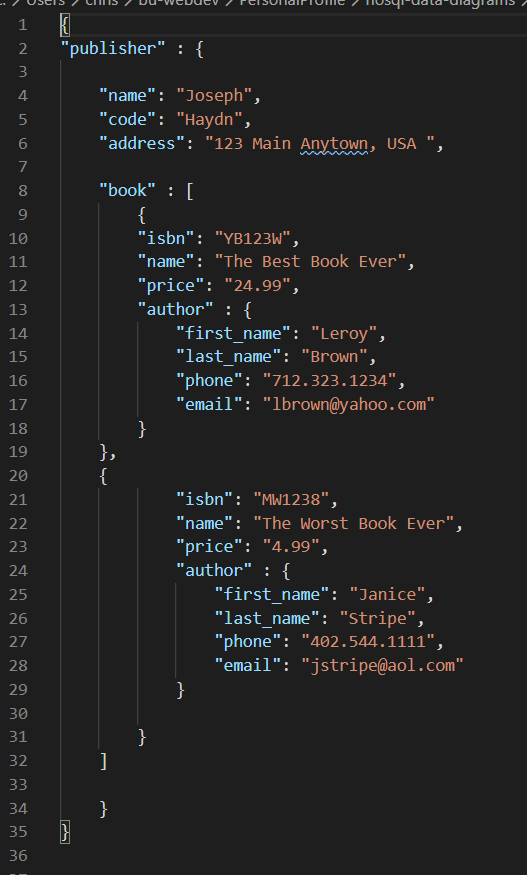 .. > Users > chris > bu-webdev > PersonalProfile > nosql-data-diagrams
1 {
2 "publisher" : {
3
4 "name": "Joseph",
5 "code": "Haydn",
6 "address": "123 Main Anytown, USA ",
7
8 "book" : [
9 {
10 "isbn": "YB123W",
11 "name": "The Best Book Ever",
12 "price": "24.99",
13 "author" : {
14 "first_name": "Leroy",
15 "last_name": "Brown",
16 "phone": "712.323.1234",
17 "email": "lbrown@yahoo.com"
18 }
19 },
20 {
21 "isbn": "MW1238",
22 "name": "The Worst Book Ever",
23 "price": "4.99",
24 "author" : {
25 "first_name": "Janice",
26 "last_name": "Stripe",
27 "phone": "402.544.1111",
28 "email": "jstripe@aol.com"
29 }
30
31 }
32 ]
33
34 }
35 }
36